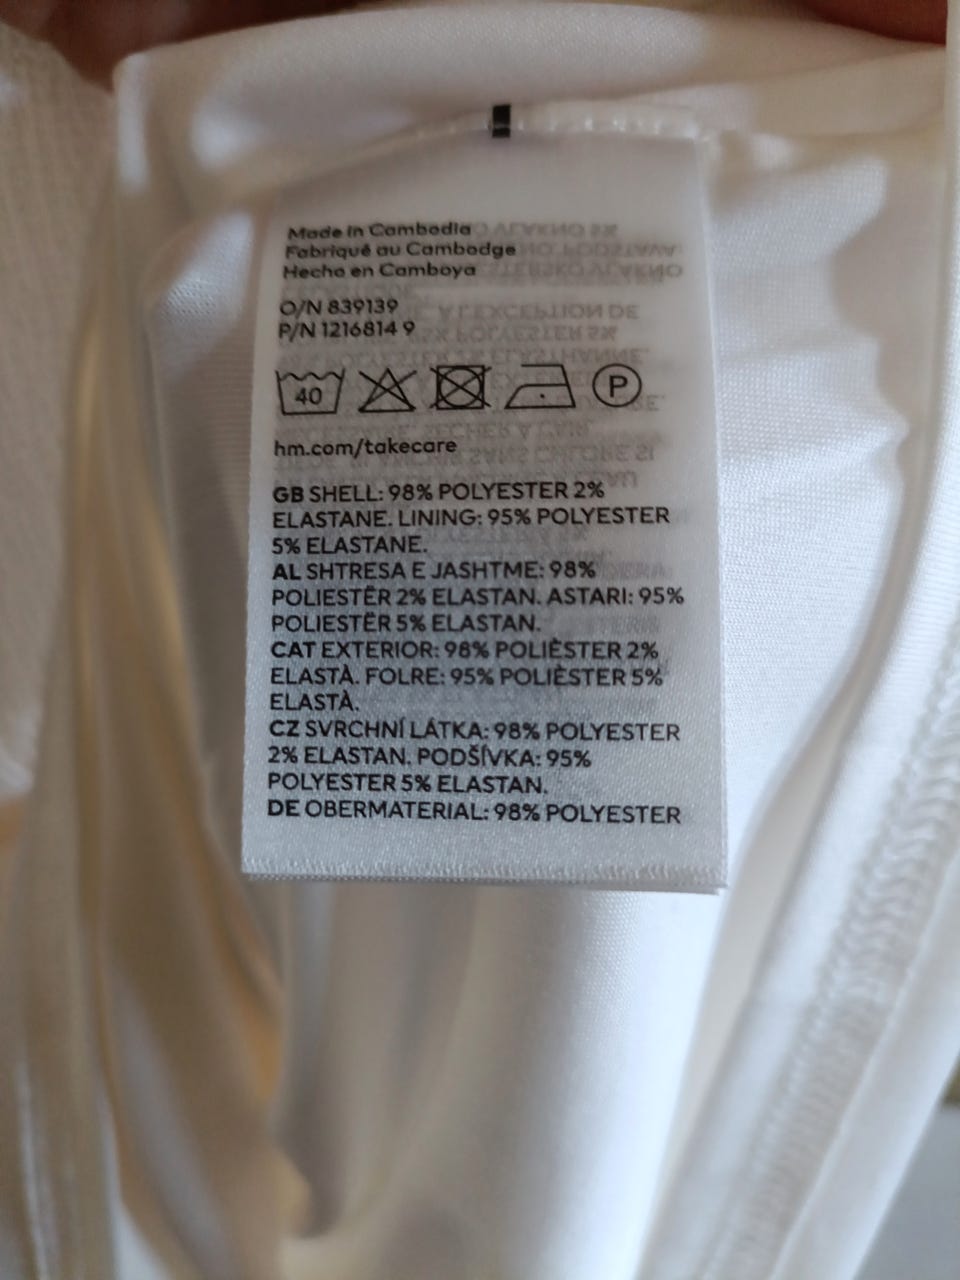 Made in Cambodia
Fabriqué au Cambodge
Hecho en Camboya
O/N 839139
P/N 1216814 9
40
P
hm.com/takecare
GB SHELL: 98% POLYESTER 2%
ELASTANE. LINING: 95% POLYESTER
5% ELASTANE.
AL SHTRESA E JASHTME: 98%
POLIESTËR 2% ELASTAN. ASTARI: 95%
POLIESTËR 5% ELASTAN.
CAT EXTERIOR: 98% POLIÈSTER 2%
ELASTÀ. FOLRE: 95% POLIÈSTER 5%
ELASTÀ.
CZ SVRCHNÍ LÁTKA: 98% POLYESTER
2% ELASTAN. PODŠÍVKA: 95%
POLYESTER 5% ELASTAN.
DE OBERMATERIAL: 98% POLYESTER